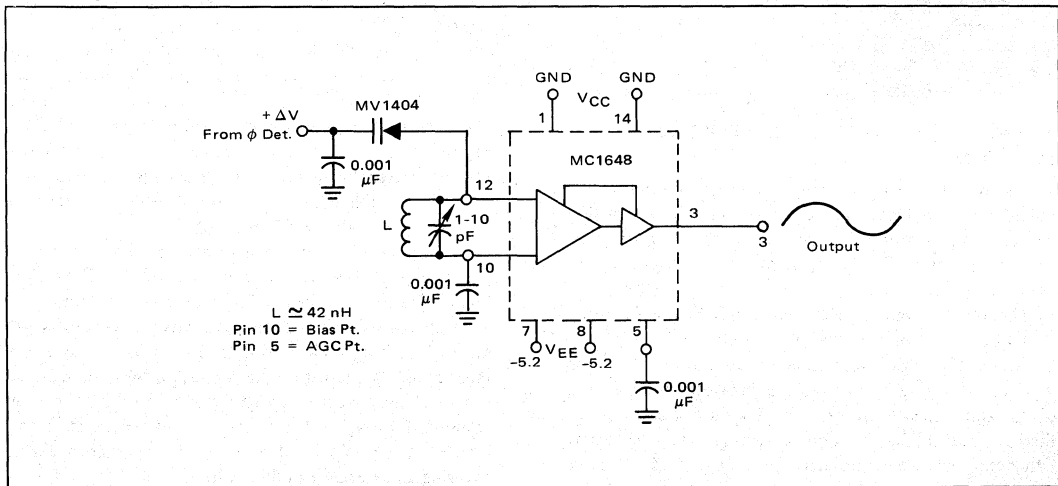 GND GND
VCC
1 14
MC1648
MV1404
+ ΔV
From ϕ Det.
0.001
μF
12
L
1-10
pF
10
0.001
μF
3
3
Output
L ≃ 42 nH
Pin 10 = Bias Pt.
Pin 5 = AGC Pt.
7 8 5
-5.2 VEE -5.2
0.001
μF